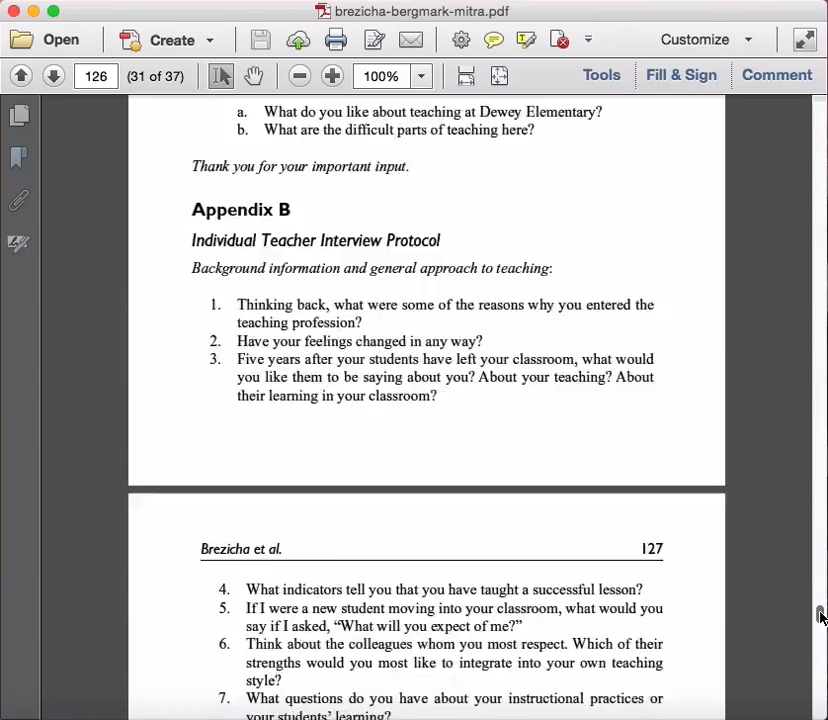 brezicha-bergmark-mitra.pdf
Open Create Customize
126 (31 of 37) 100% Tools Fill & Sign Comment
a. What do you like about teaching at Dewey Elementary?
b. What are the difficult parts of teaching here?
Thank you for your important input.
Appendix B
Individual Teacher Interview Protocol
Background information and general approach to teaching:
1. Thinking back, what were some of the reasons why you entered the
teaching profession?
2. Have your feelings changed in any way?
3. Five years after your students have left your classroom, what would
you like them to be saying about you? About your teaching? About
their learning in your classroom?
Brezicha et al. 127
4. What indicators tell you that you have taught a successful lesson?
5. If I were a new student moving into your classroom, what would you
say if I asked, “What will you expect of me?”
6. Think about the colleagues whom you most respect. Which of their
strengths would you most like to integrate into your own teaching
style?
7. What questions do you have about your instructional practices or
your students’ learning?